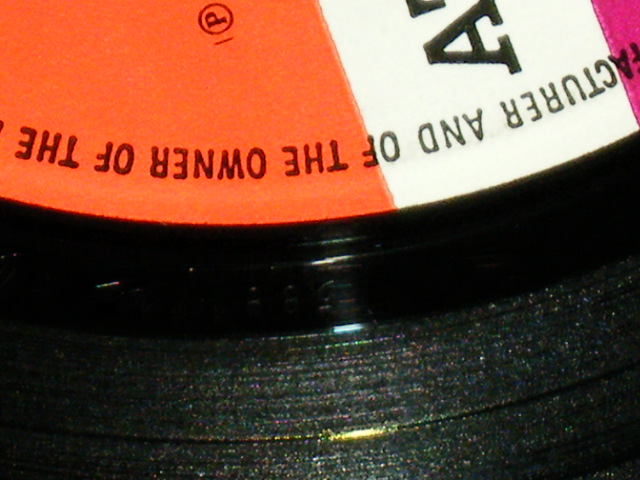 ℗
A
FACTURER AND OF THE OWNER OF THE